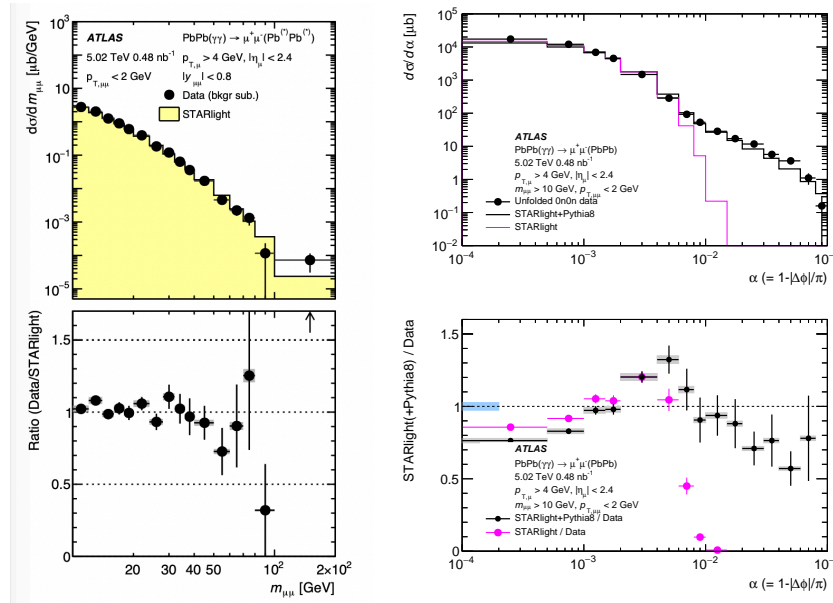 ATLAS PbPb(γγ) → μ⁺μ⁻(Pb⁽*⁾Pb⁽*⁾)
5.02 TeV 0.48 nb⁻¹ p_T,μ > 4 GeV, |η_μ| < 2.4
p_T,μμ < 2 GeV |y_μμ| < 0.8
Data (bkgr sub.)
STARlight
dσ/dm_μμ [μb/GeV]
10³
10
10⁻¹
10⁻³
10⁻⁵
Ratio (Data/STARlight)
1.5
1
0.5
0
20 30 40 50 10² 2×10²
m_μμ [GeV]
dσ/dα [μb]
10⁶
10⁵
10⁴
10³
10²
10
1
10⁻¹
10⁻²
ATLAS
PbPb(γγ) → μ⁺μ⁻(PbPb)
5.02 TeV 0.48 nb⁻¹
p_T,μ > 4 GeV, |η_μ| < 2.4
m_μμ > 10 GeV, p_T,μμ < 2 GeV
Unfolded 0n0n data
STARlight+Pythia8
STARlight
10⁻⁴ 10⁻³ 10⁻² 10⁻
α (= 1-|Δϕ|/π)
STARlight(+Pythia8) / Data
1.5
1
0.5
0
ATLAS
PbPb(γγ) → μ⁺μ⁻(PbPb)
5.02 TeV 0.48 nb⁻¹
p_T,μ > 4 GeV, |η_μ| < 2.4
m_μμ > 10 GeV, p_T,μμ < 2 GeV
STARlight+Pythia8 / Data
STARlight / Data
10⁻⁴ 10⁻³ 10⁻² 10⁻
α (= 1-|Δϕ|/π)